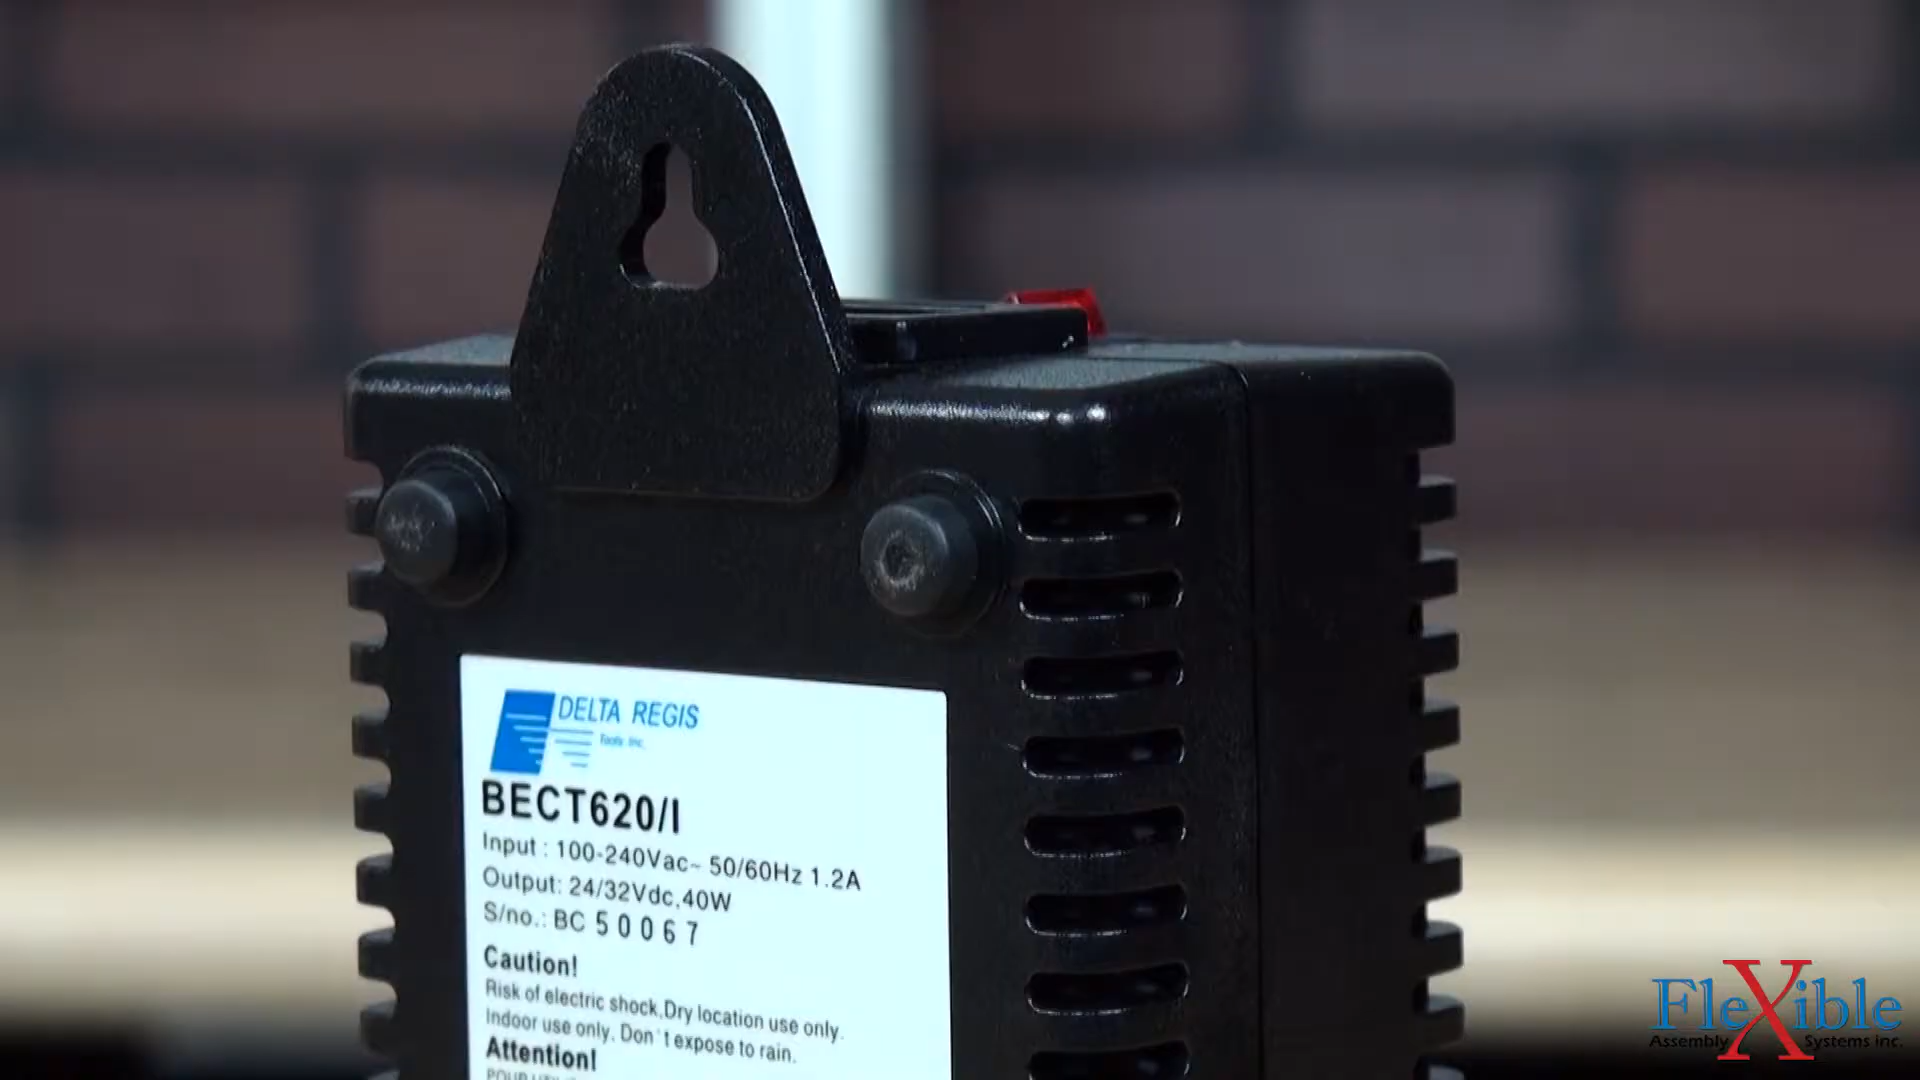 DELTA REGIS
Tools Inc.
BECT620/I
Input : 100-240Vac~ 50/60Hz 1.2A
Output: 24/32Vdc,40W
S/no.: BC 50067
Caution!
Risk of electric shock,Dry location use only.
Indoor use only. Don't expose to rain.
Attention!
FleXible
Assembly Systems Inc.